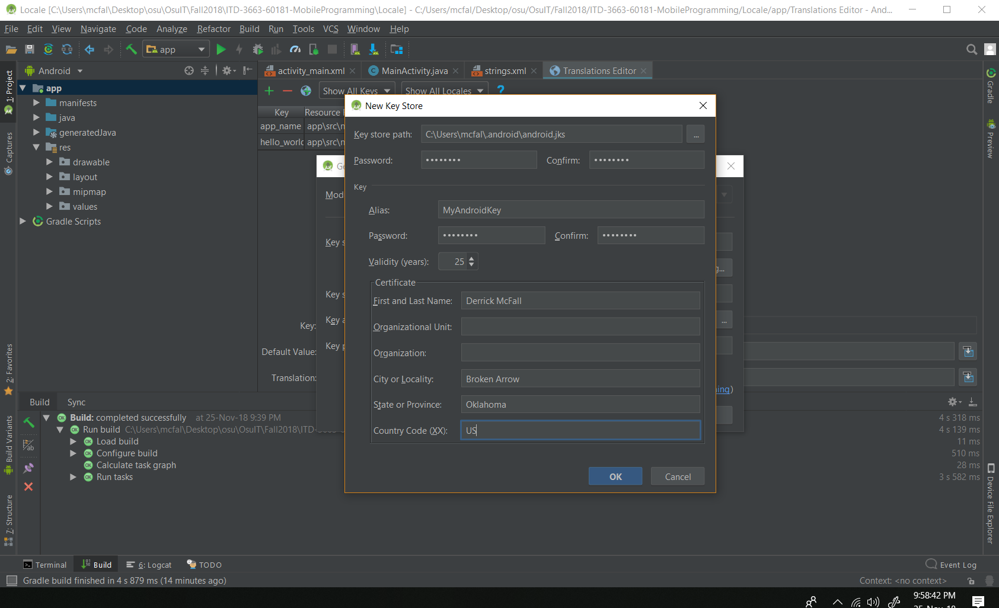 Locale [C:\Users\mcfal\Desktop\osu\OsuIT\Fall2018\ITD-3663-60181-MobileProgramming\Locale] - C:/Users/mcfal/Desktop/osu/OsuIT/Fall2018/ITD-3663-60181-MobileProgramming/Locale/app/Translations Editor - And...
File Edit View Navigate Code Analyze Refactor Build Run Tools VCS Window Help
app
Android
activity_main.xml
MainActivity.java
strings.xml
Translations Editor
1: Project
Captures
2: Favorites
Build Variants
7: Structure
app
manifests
java
generatedJava
res
drawable
layout
mipmap
values
Gradle Scripts
Show All Keys
Show All Locales
?
Key
Resource
app_name app\src\
hello_worl app\src\
Key:
Default Value:
Translation:
Ge
Mod
Key s
g...
Key s
Key a
...
Key p
ing)
New Key Store
Key store path: C:\Users\mcfal\.android\android.jks ...
Password: •••••••• Confirm: ••••••••
Key
Alias: MyAndroidKey
Password: •••••••• Confirm: ••••••••
Validity (years): 25
Certificate
First and Last Name: Derrick McFall
Organizational Unit:
Organization:
City or Locality: Broken Arrow
State or Province: Oklahoma
Country Code (XX): US
OK Cancel
Gradle
Preview
Device File Explorer
Build Sync
Build: completed successfully at 25-Nov-18 9:39 PM 4 s 318 ms
Run build C:\Users\mcfal\Desktop\osu\OsuIT\Fall2018\ITD- 4 s 139 ms
Load build 11 ms
Configure build 510 ms
Calculate task graph 28 ms
Run tasks 3 s 582 ms
Terminal Build 6: Logcat TODO Event Log
Gradle build finished in 4 s 879 ms (14 minutes ago) Context: <no context>
9:58:42 PM
25-Nov-18